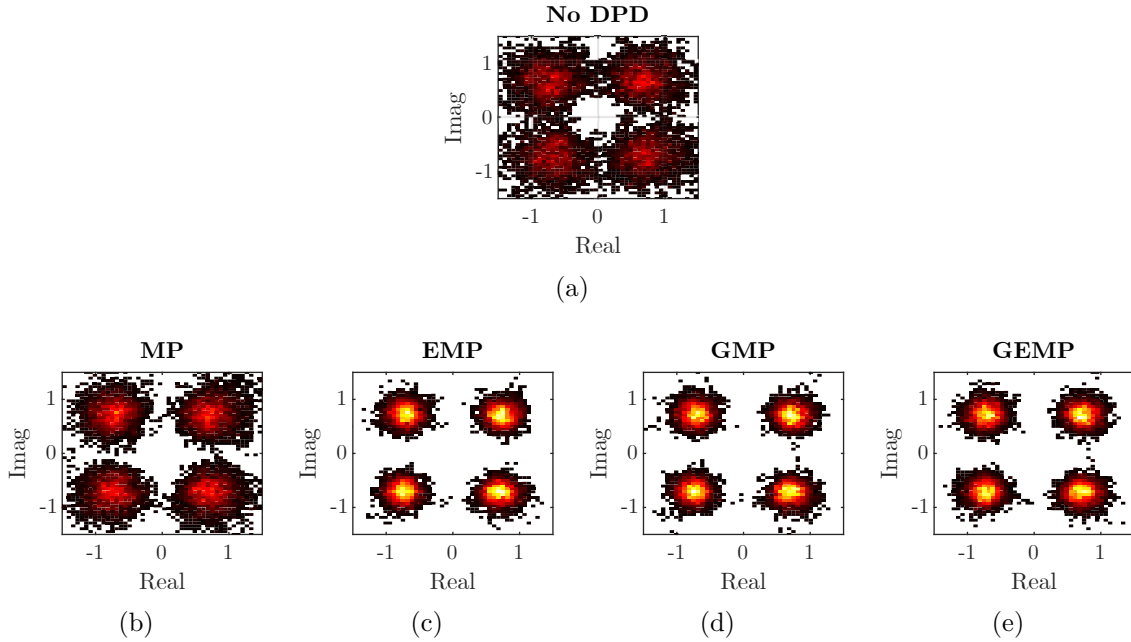 No DPD
Imag
1
0
-1
-1 0 1
Real
(a)
MP EMP GMP GEMP
Imag Imag Imag Imag
1 1 1 1
0 0 0 0
-1 -1 -1 -1
-1 0 1 -1 0 1 -1 0 1 -1 0 1
Real Real Real Real
(b) (c) (d) (e)